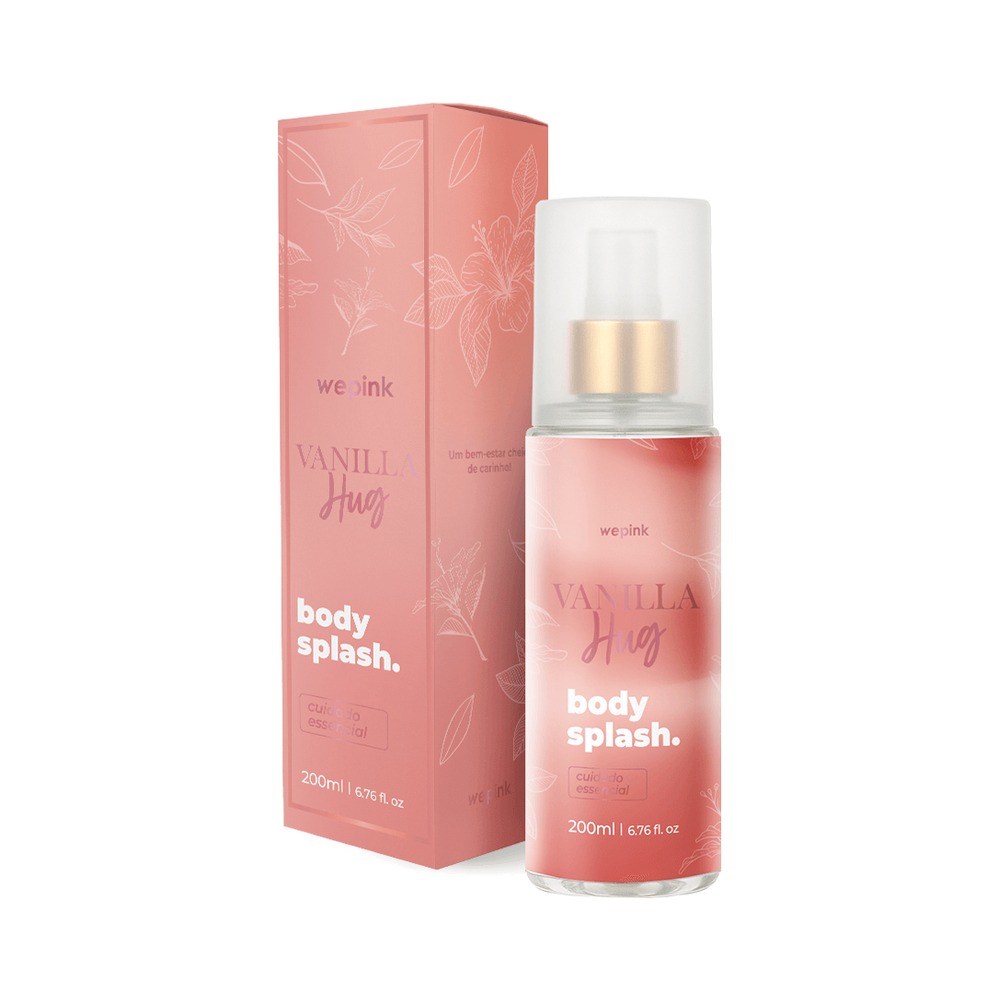 wepink
VANILLA
Hug
body
splash.
cuidado
essencial
200ml | 6.76 fl. oz
Um bem-estar
de carinho!
wepink
wepink
VANILLA
Hug
body
splash.
cuidado
essencial
200ml | 6.76 fl. oz